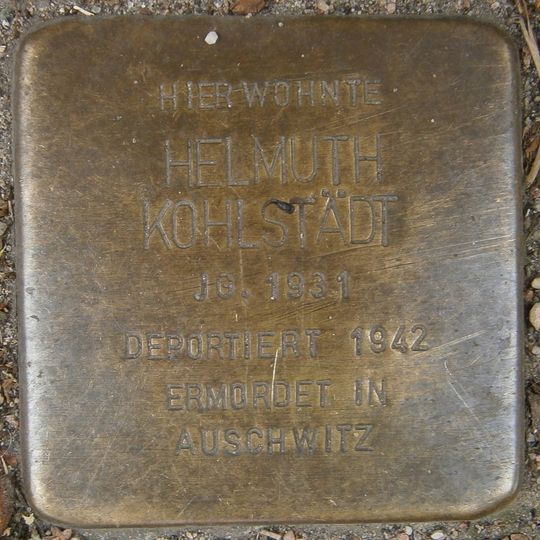 HIER WOHNTE
HELMUTH
KOHLSTÄDT
JG. 1931
DEPORTIERT 1942
ERMORDET IN
AUSCHWITZ